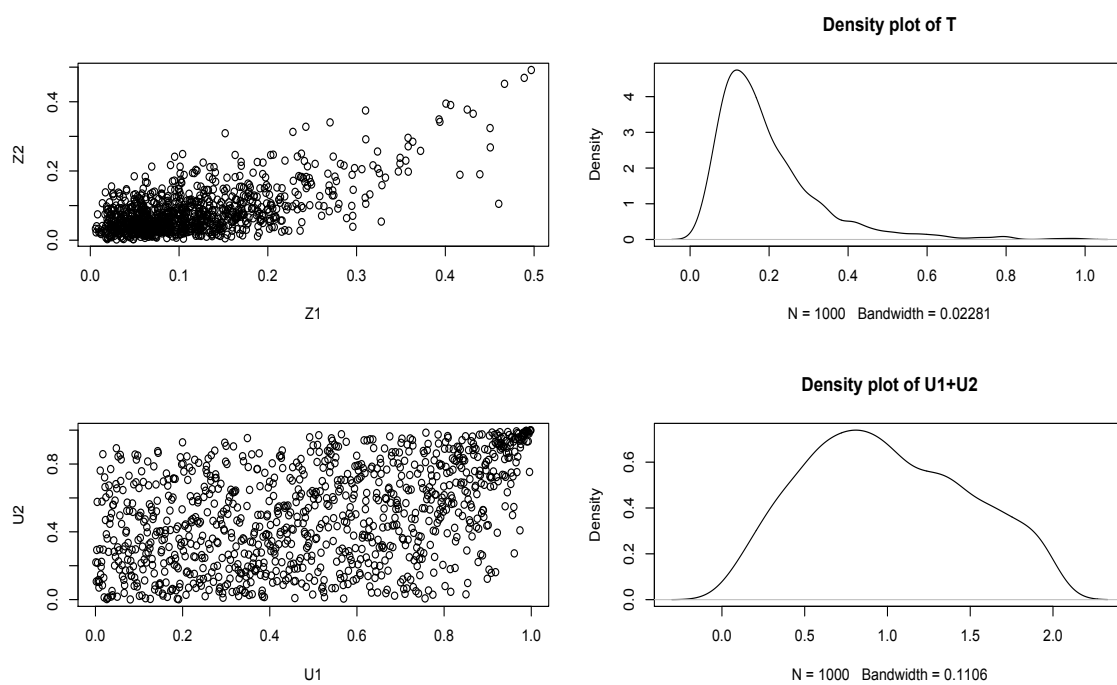 Z2
0.0 0.2 0.4
0.0 0.1 0.2 0.3 0.4 0.5
Z1
Density plot of T
Density
0 1 2 3 4
0.0 0.2 0.4 0.6 0.8 1.0
N = 1000 Bandwidth = 0.02281
U2
0.0 0.4 0.8
0.0 0.2 0.4 0.6 0.8 1.0
U1
Density plot of U1+U2
Density
0.0 0.2 0.4 0.6
0.0 0.5 1.0 1.5 2.0
N = 1000 Bandwidth = 0.1106